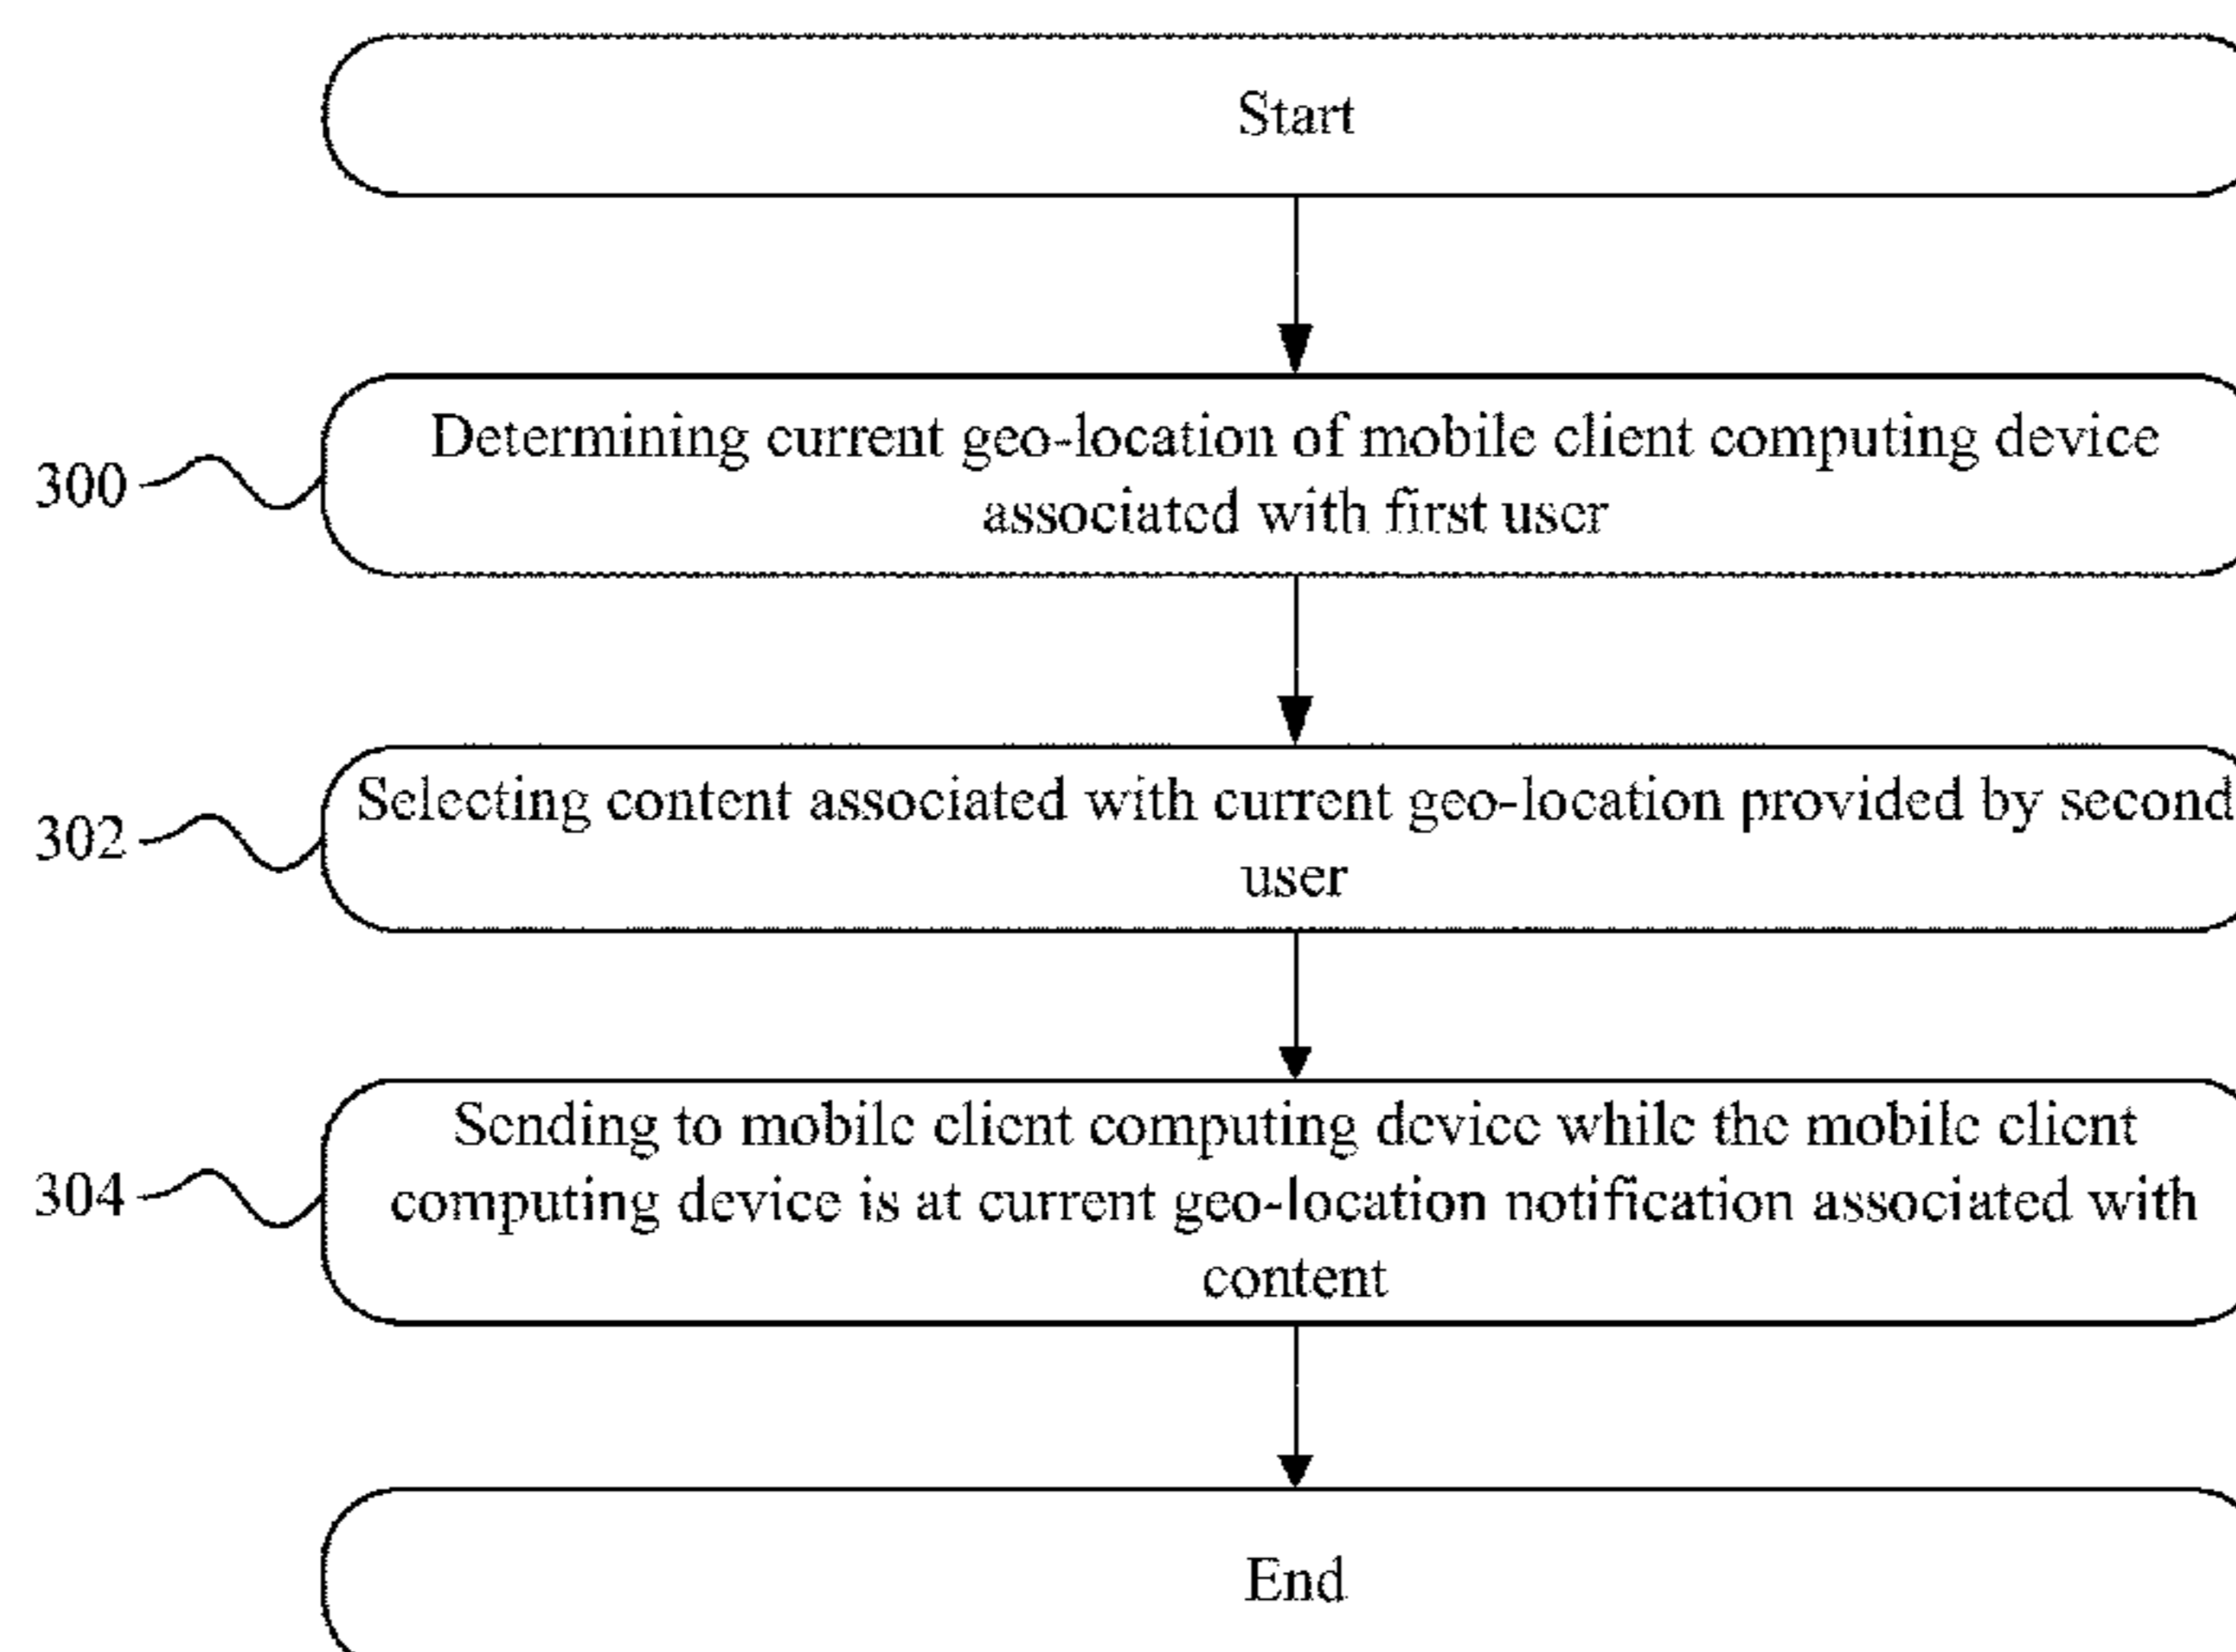 Start
300
Determining current geo-location of mobile client computing device
associated with first user
302
Selecting content associated with current geo-location provided by second
user
304
Sending to mobile client computing device while the mobile client
computing device is at current geo-location notification associated with
content
End